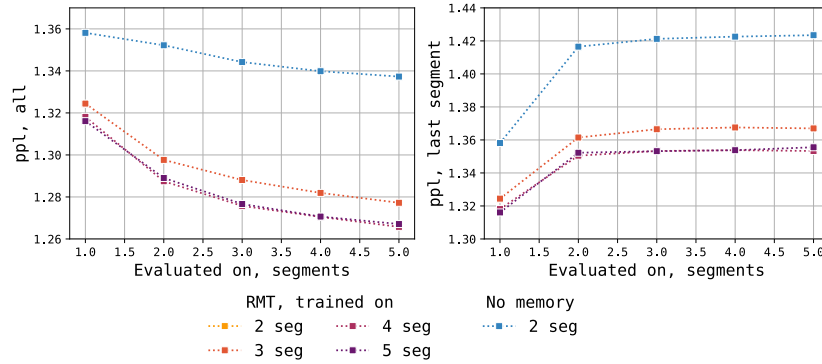 1.36
1.34
1.32
1.30
1.28
1.26
ppl, all
1.0 1.5 2.0 2.5 3.0 3.5 4.0 4.5 5.0
Evaluated on, segments
1.44
1.42
1.40
1.38
1.36
1.34
1.32
1.30
ppl, last segment
1.0 1.5 2.0 2.5 3.0 3.5 4.0 4.5 5.0
Evaluated on, segments
RMT, trained on No memory
2 seg 4 seg 2 seg
3 seg 5 seg